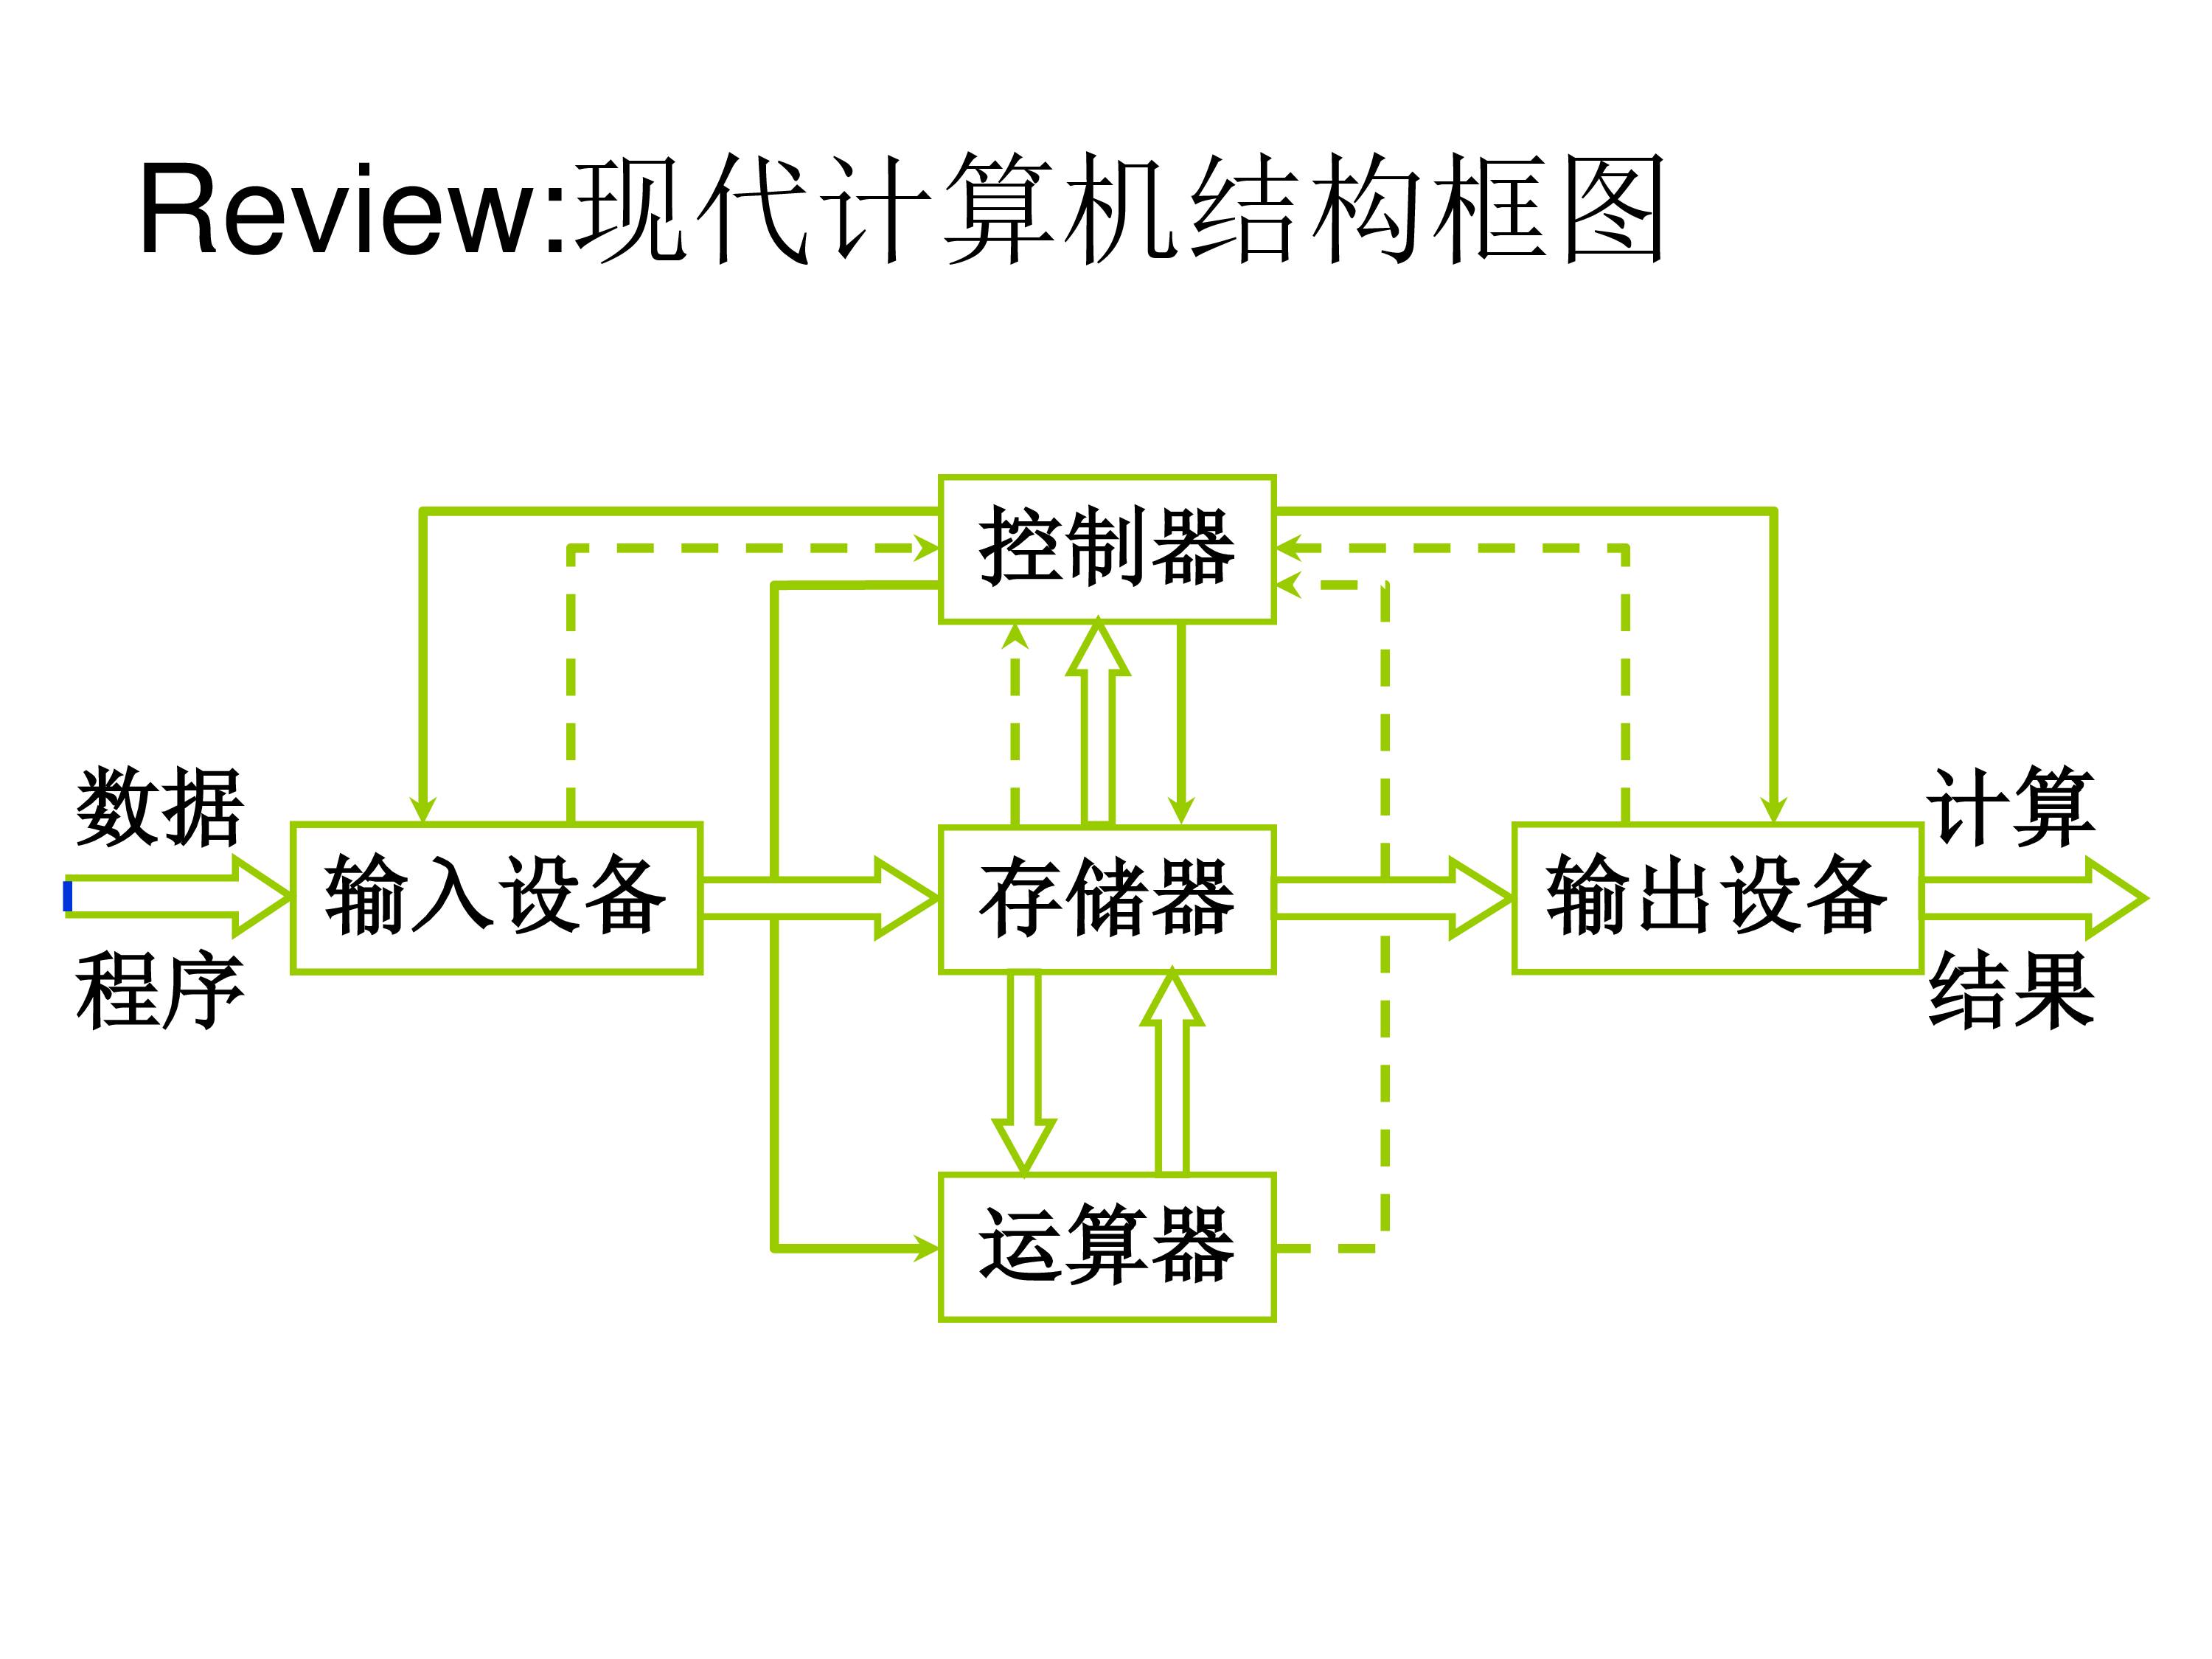 Review:现代计算机结构框图
控制器
数据
程序
输入设备
存储器
输出设备
计算
结果
运算器